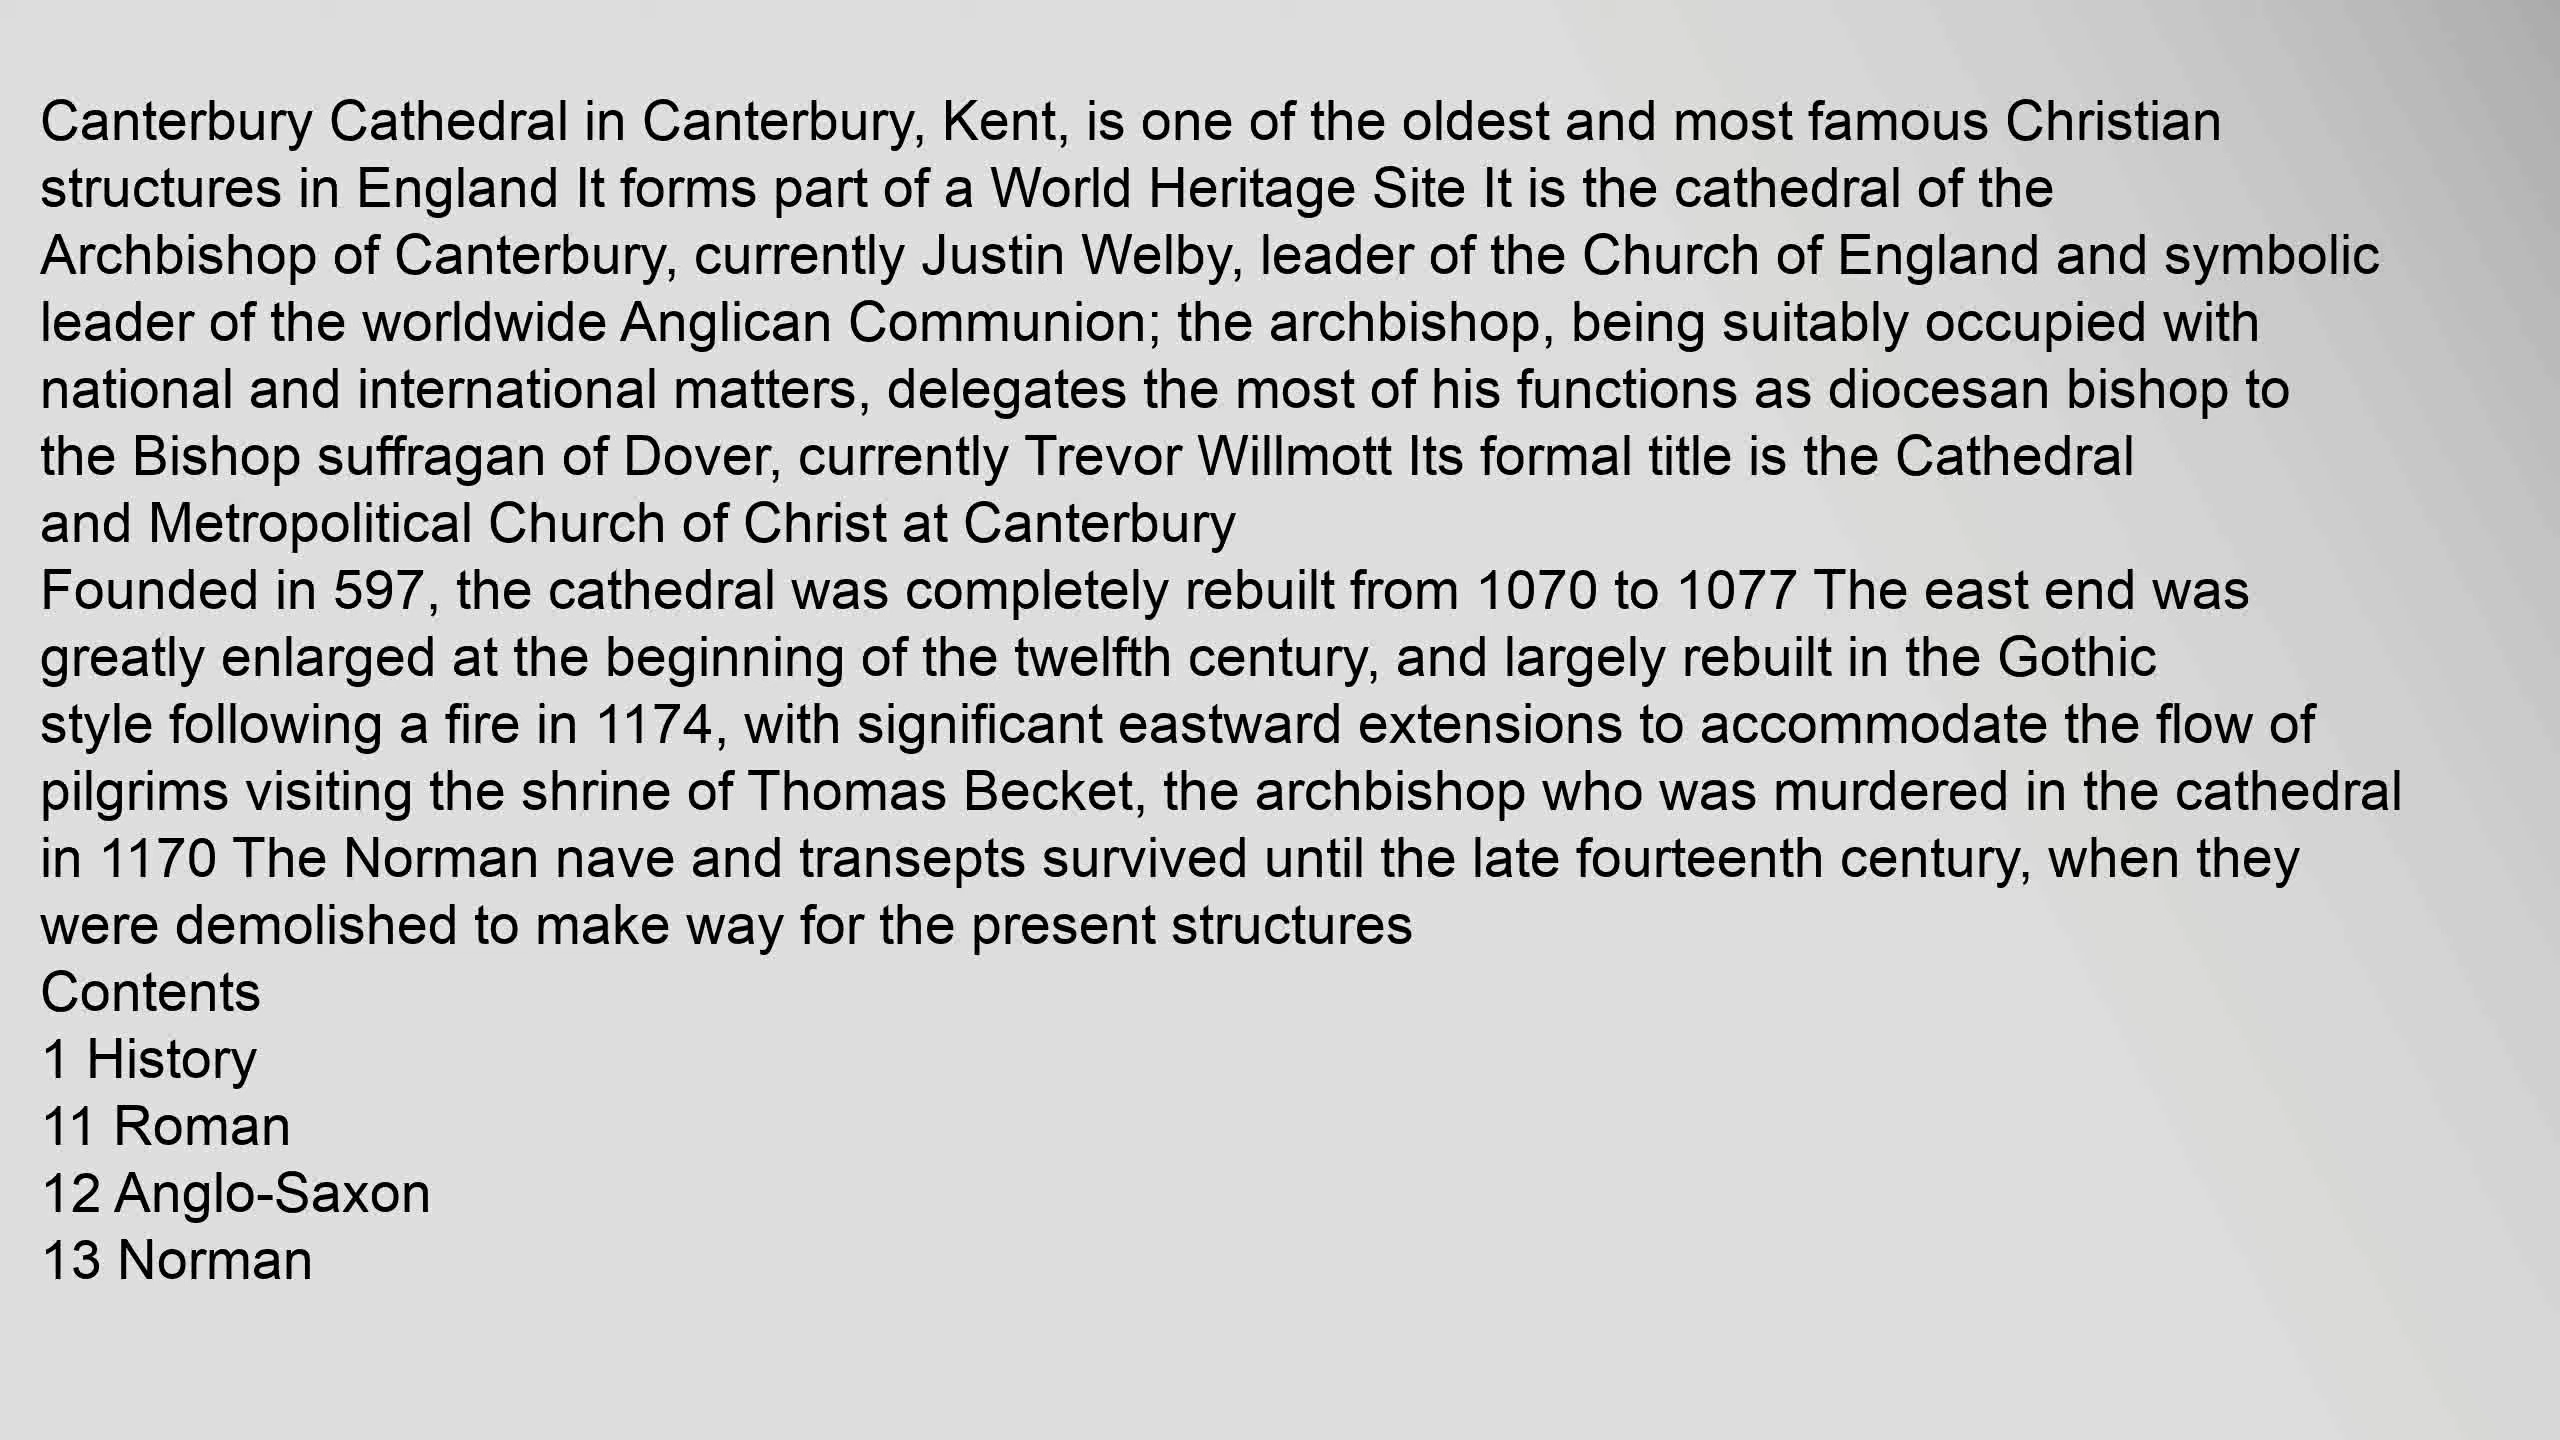 Canterbury Cathedral in Canterbury, Kent, is one of the oldest and most famous Christian
structures in England It forms part of a World Heritage Site It is the cathedral of the
Archbishop of Canterbury, currently Justin Welby, leader of the Church of England and symbolic
leader of the worldwide Anglican Communion; the archbishop, being suitably occupied with
national and international matters, delegates the most of his functions as diocesan bishop to
the Bishop suffragan of Dover, currently Trevor Willmott Its formal title is the Cathedral
and Metropolitical Church of Christ at Canterbury
Founded in 597, the cathedral was completely rebuilt from 1070 to 1077 The east end was
greatly enlarged at the beginning of the twelfth century, and largely rebuilt in the Gothic
style following a fire in 1174, with significant eastward extensions to accommodate the flow of
pilgrims visiting the shrine of Thomas Becket, the archbishop who was murdered in the cathedral
in 1170 The Norman nave and transepts survived until the late fourteenth century, when they
were demolished to make way for the present structures
Contents
1 History
11 Roman
12 Anglo-Saxon
13 Norman